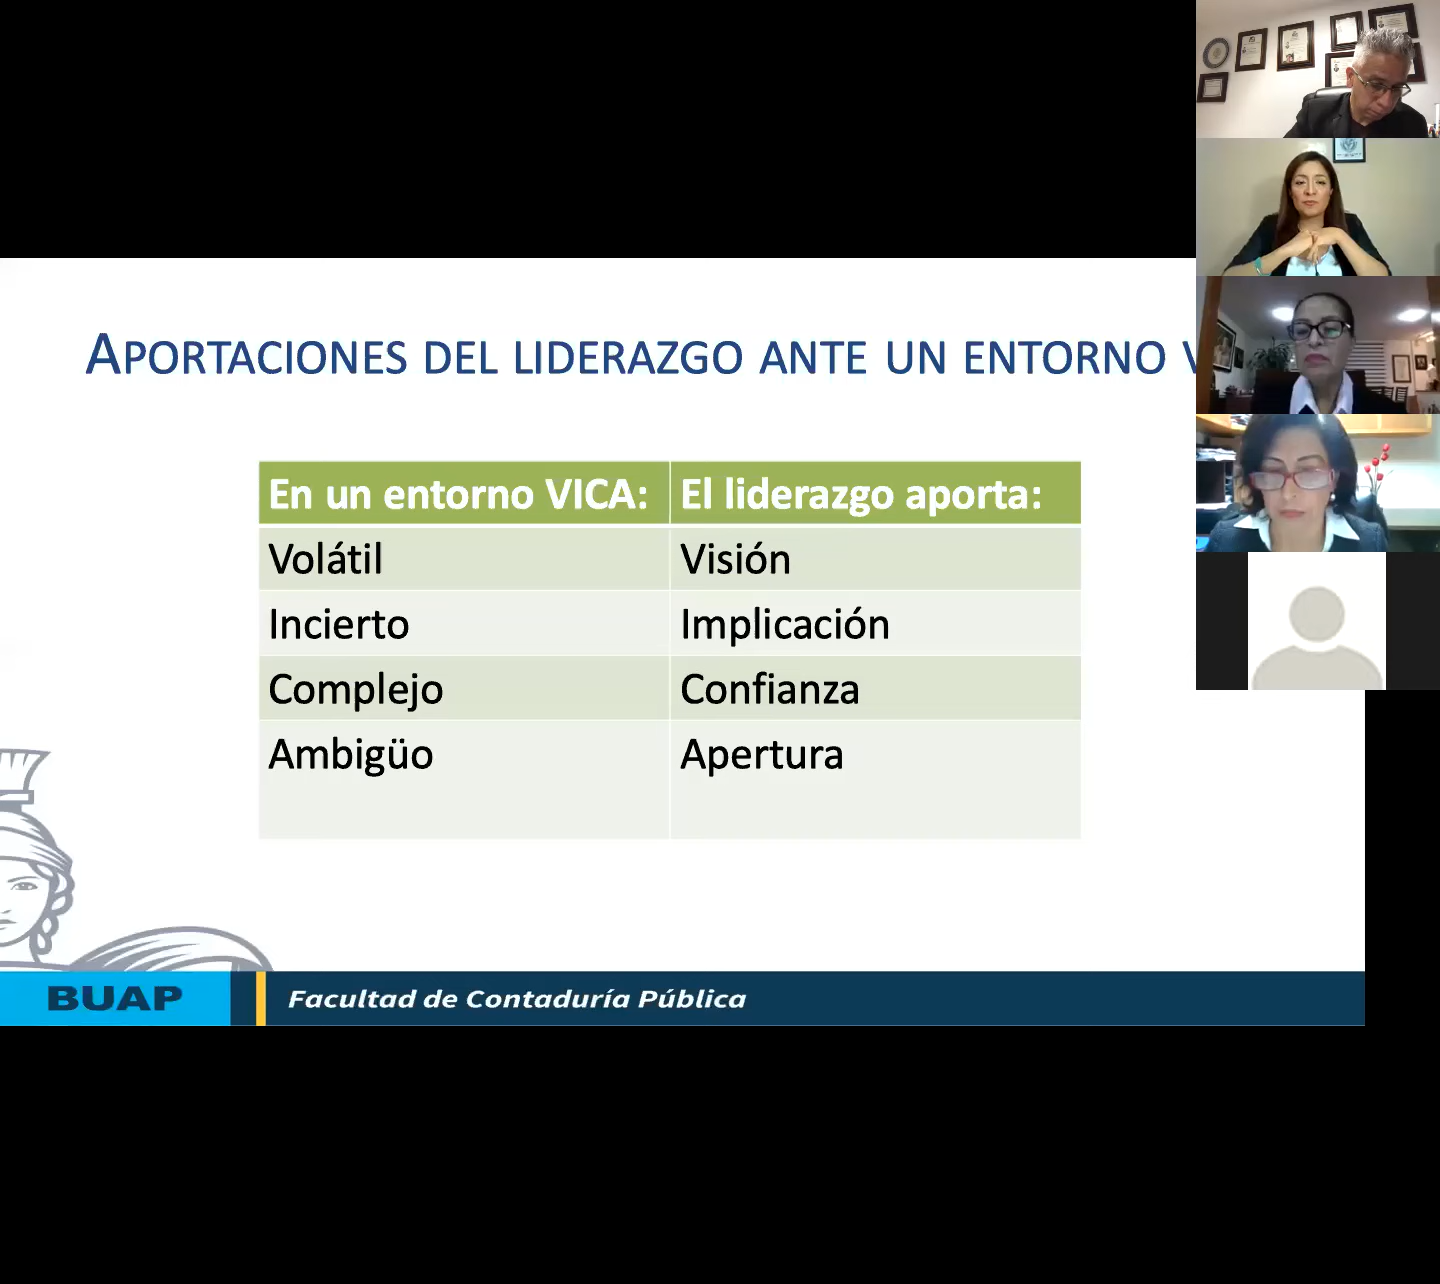 APORTACIONES DEL LIDERAZGO ANTE UN ENTORNO
En un entorno VICA: El liderazgo aporta:
Volátil Visión
Incierto Implicación
Complejo Confianza
Ambigüo Apertura
BUAP Facultad de Contaduría Pública